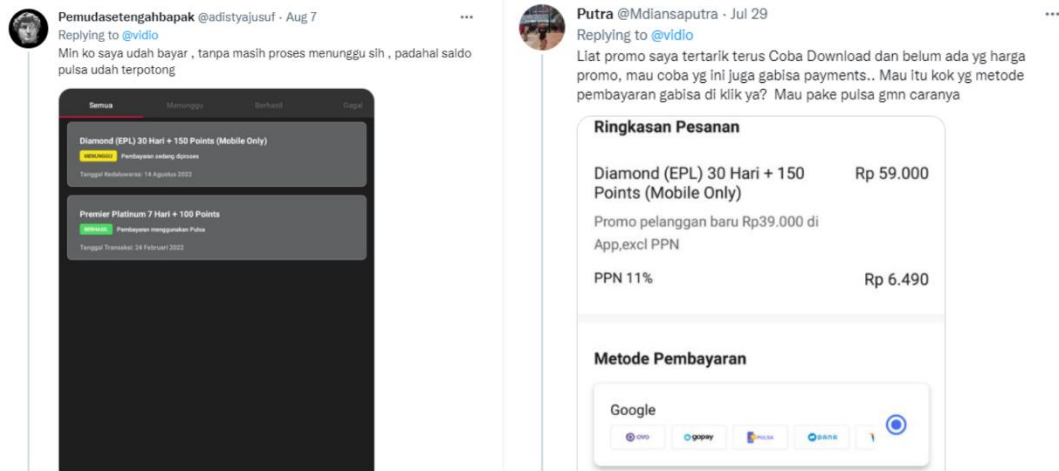 Pemudasetengahbapak @adistyajusuf · Aug 7
Replying to @vidio
Min ko saya udah bayar , tanpa masih proses menunggu sih , padahal saldo
pulsa udah terpotong
Semua Menunggu Berhasil Gagal
Diamond (EPL) 30 Hari + 150 Points (Mobile Only)
MENUNGGU Pembayaran sedang diproses
Tanggal Kedaluwarsa: 14 Agustus 2022
Premier Platinum 7 Hari + 100 Points
BERHASIL Pembayaran menggunakan Pulsa
Tanggal Transaksi: 24 Februari 2022
Putra @Mdiansaputra · Jul 29
Replying to @vidio
Liat promo saya tertarik terus Coba Download dan belum ada yg harga
promo, mau coba yg ini juga gabisa payments.. Mau itu kok yg metode
pembayaran gabisa di klik ya? Mau pake pulsa gmn caranya
Ringkasan Pesanan
Diamond (EPL) 30 Hari + 150 Rp 59.000
Points (Mobile Only)
Promo pelanggan baru Rp39.000 di
App,excl PPN
PPN 11% Rp 6.490
Metode Pembayaran
Google
OVO gopay PULSA DANA